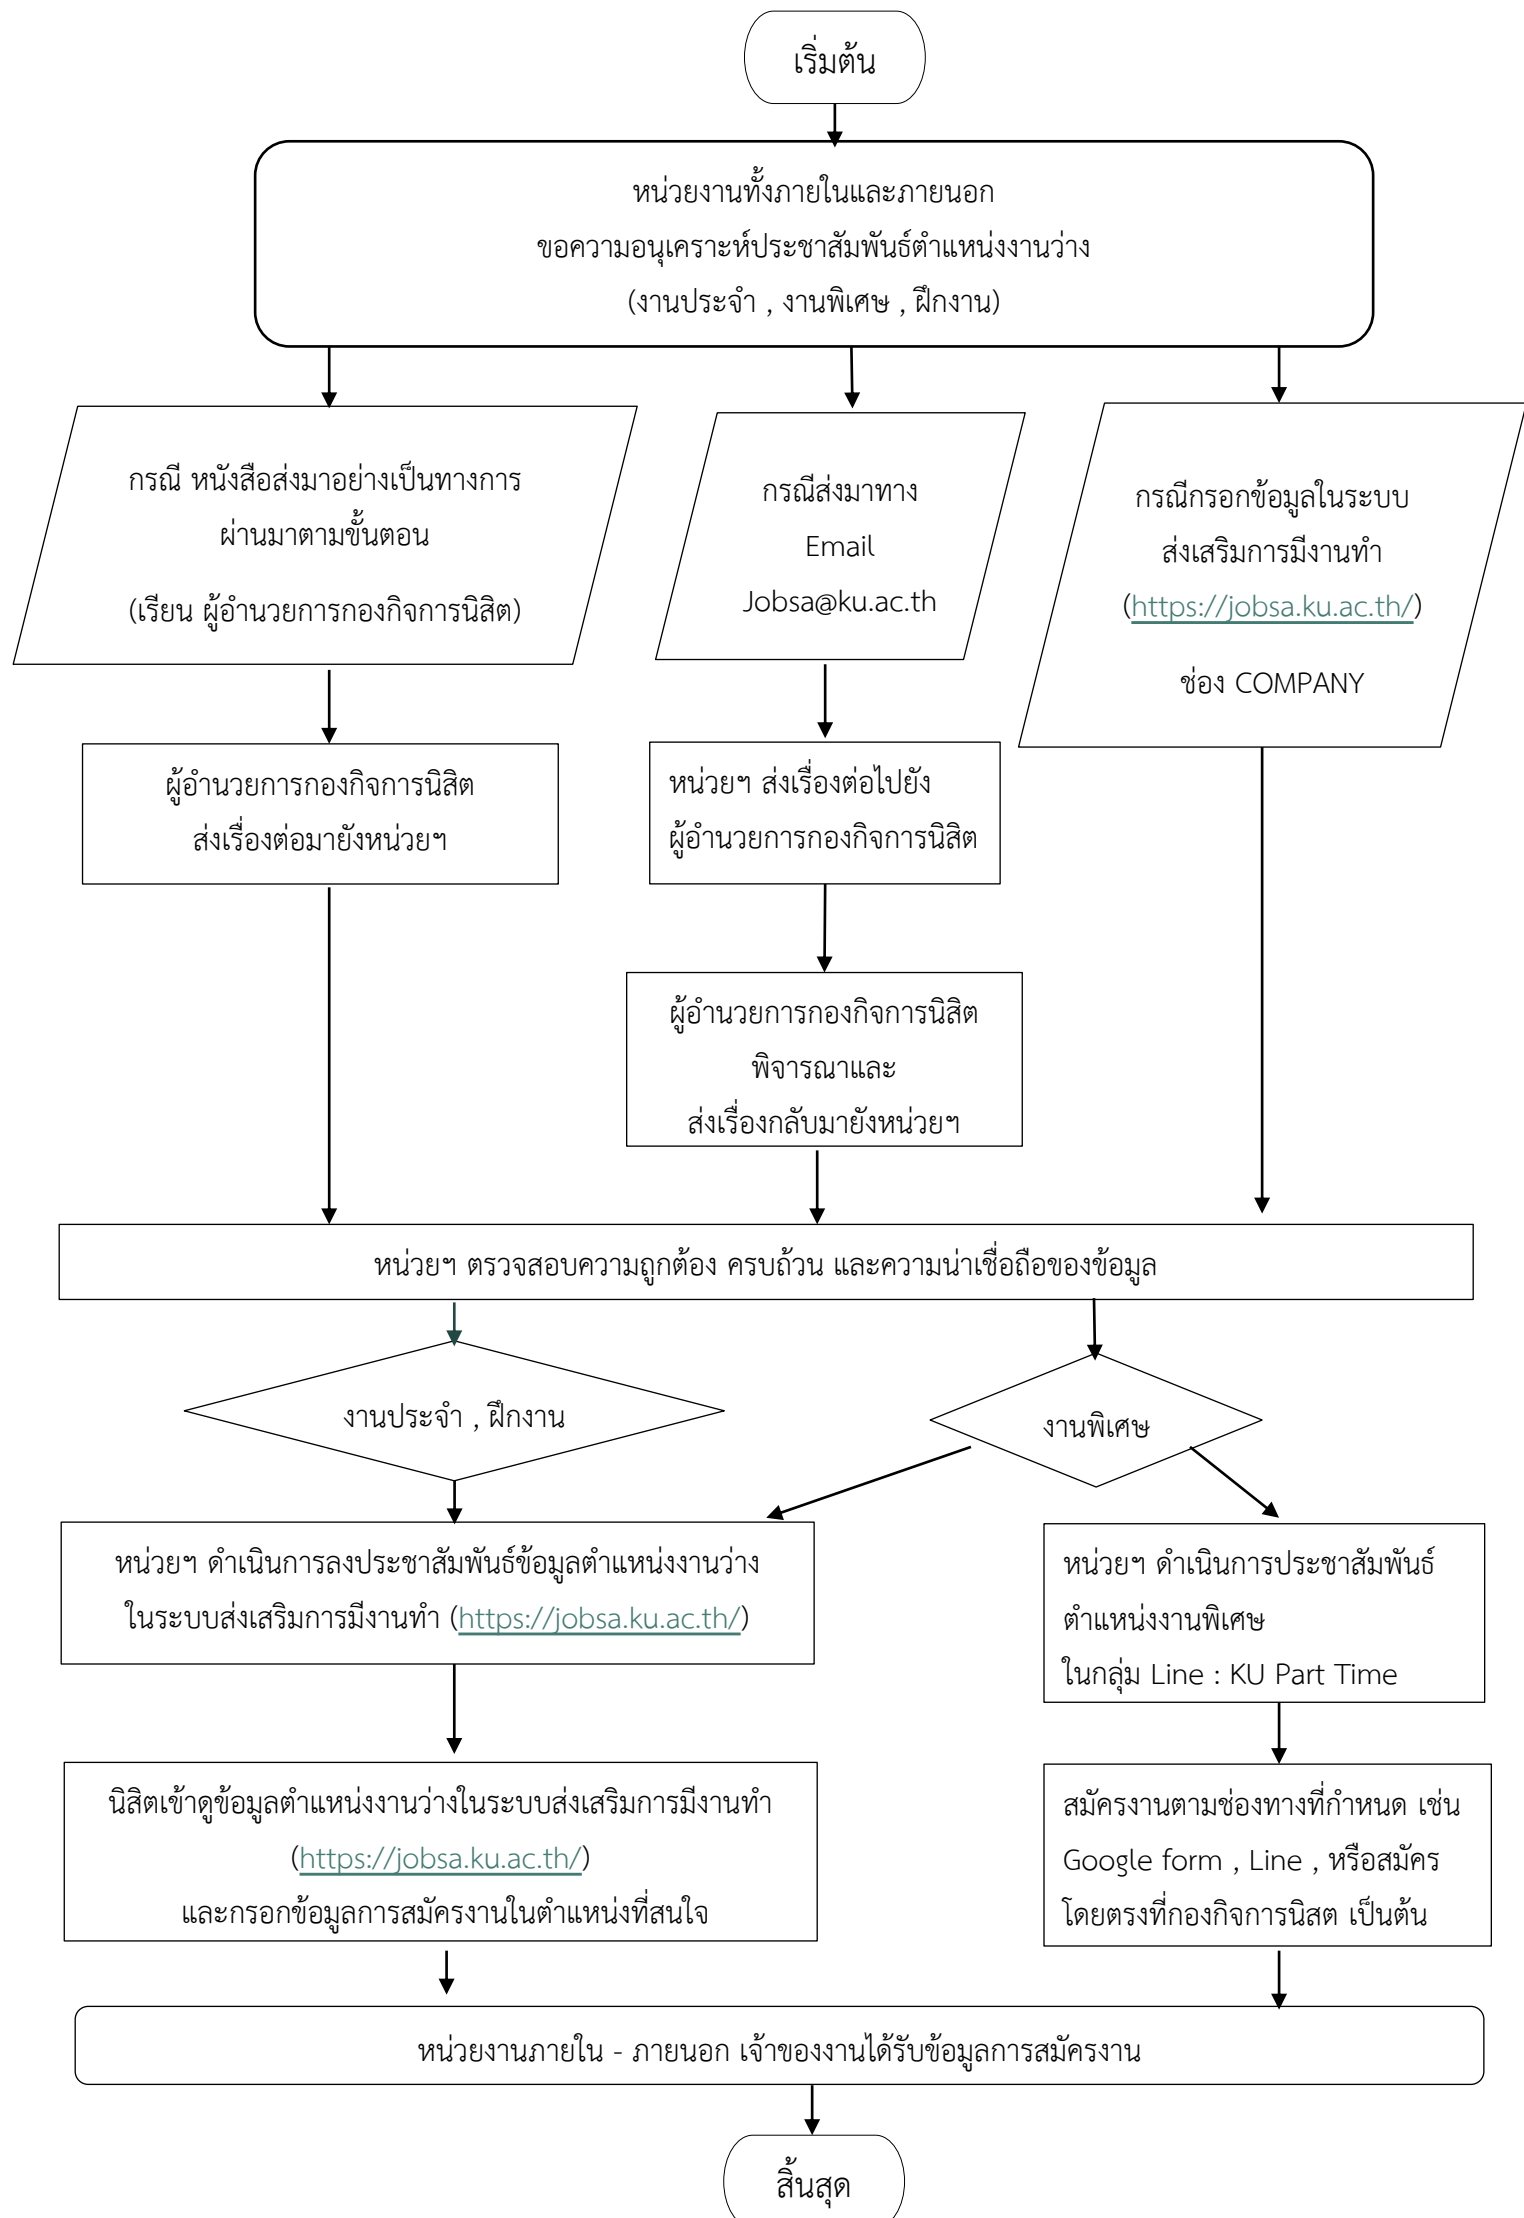 เริ่มต้น
หน่วยงานทั้งภายในและภายนอก
ขอความอนุเคราะห์ประชาสัมพันธ์ตำแหน่งงานว่าง
(งานประจำ , งานพิเศษ , ฝึกงาน)
กรณี หนังสือส่งมาอย่างเป็นทางการ
ผ่านมาตามขั้นตอน
(เรียน ผู้อำนวยการกองกิจการนิสิต)
กรณีส่งมาทาง
Email
Jobsa@ku.ac.th
กรณีกรอกข้อมูลในระบบ
ส่งเสริมการมีงานทำ
(https://jobsa.ku.ac.th/)
ช่อง COMPANY
ผู้อำนวยการกองกิจการนิสิต
ส่งเรื่องต่อมายังหน่วยฯ
หน่วยฯ ส่งเรื่องต่อไปยัง
ผู้อำนวยการกองกิจการนิสิต
ผู้อำนวยการกองกิจการนิสิต
พิจารณาและ
ส่งเรื่องกลับมายังหน่วยฯ
หน่วยฯ ตรวจสอบความถูกต้อง ครบถ้วน และความน่าเชื่อถือของข้อมูล
งานประจำ , ฝึกงาน
งานพิเศษ
หน่วยฯ ดำเนินการลงประชาสัมพันธ์ข้อมูลตำแหน่งงานว่าง
ในระบบส่งเสริมการมีงานทำ (https://jobsa.ku.ac.th/)
หน่วยฯ ดำเนินการประชาสัมพันธ์
ตำแหน่งงานพิเศษ
ในกลุ่ม Line : KU Part Time
นิสิตเข้าดูข้อมูลตำแหน่งงานว่างในระบบส่งเสริมการมีงานทำ
(https://jobsa.ku.ac.th/)
และกรอกข้อมูลการสมัครงานในตำแหน่งที่สนใจ
สมัครงานตามช่องทางที่กำหนด เช่น
Google form , Line , หรือสมัคร
โดยตรงที่กองกิจการนิสต เป็นต้น
หน่วยงานภายใน - ภายนอก เจ้าของงานได้รับข้อมูลการสมัครงาน
สิ้นสุด